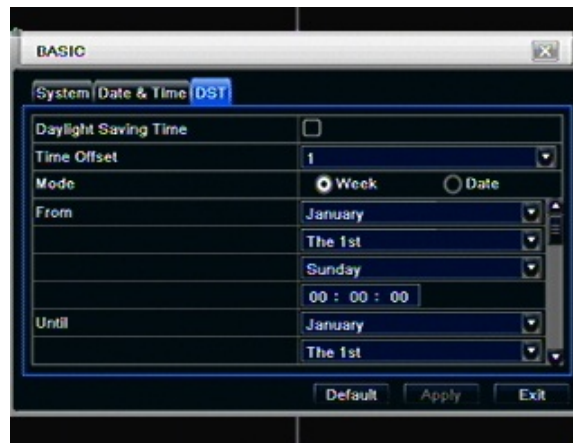 BASIC
System Date & Time DST
Daylight Saving Time
Time Offset 1
Mode Week Date
From January
The 1st
Sunday
00 : 00 : 00
Until January
The 1st
Default Apply Exit